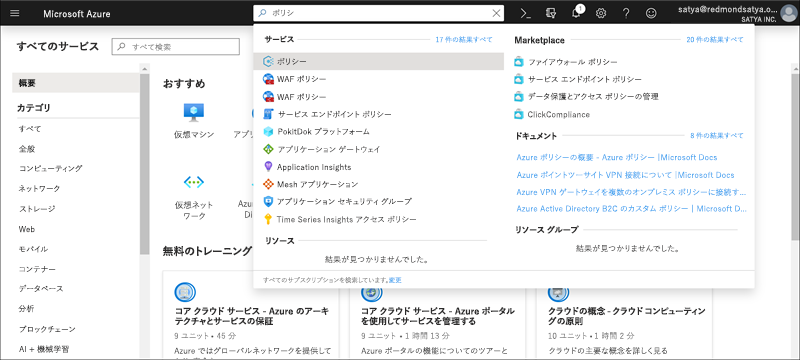 Microsoft Azure
ポリシ
1
satya@redmondsatya.o...
SATYA INC.
すべてのサービス
すべて検索
概要
カテゴリ
すべて
全般
コンピューティング
ネットワーク
ストレージ
Web
モバイル
コンテナー
データベース
分析
ブロックチェーン
AI + 機械学習
おすすめ
仮想マシン
アプリ
仮想ネット
ワーク
Azur
Di
無料のトレーニング
サービス
17 件の結果すべて
ポリシー
WAF ポリシー
WAF ポリシー
サービス エンドポイント ポリシー
PokitDok プラットフォーム
アプリケーション ゲートウェイ
Application Insights
Mesh アプリケーション
アプリケーション セキュリティ グループ
Time Series Insights アクセス ポリシー
リソース
結果が見つかりませんでした。
Marketplace
20 件の結果すべて
ファイアウォール ポリシー
サービス エンドポイント ポリシー
データ保護とアクセス ポリシーの管理
ClickCompliance
ドキュメント
8 件の結果すべて
Azure ポリシーの概要 - Azure ポリシー |Microsoft Docs
Azure ポイントツーサイト VPN 接続について |Microsoft Docs
Azure VPN ゲートウェイを複数のオンプレミス ポリシーに接続す...
Azure Active Directory B2C のカスタム ポリシー | Microsoft D...
リソース グループ
結果が見つかりませんでした。
すべてのサブスクリプションを検索しています。変更
コア クラウド サービス - Azure のアーキ
テクチャとサービスの保証
9 ユニット • 45 分
Azure ではグローバルネットワークを提供して
コア クラウド サービス - Azure ポータル
を使用してサービスを管理する
9 ユニット • 1 時間 13 分
Azure ポータルの機能についてのツアーと
クラウドの概念 - クラウド コンピューティング
の原則
10 ユニット • 1 時間 2 分
クラウドの主要な概念を詳しく見る